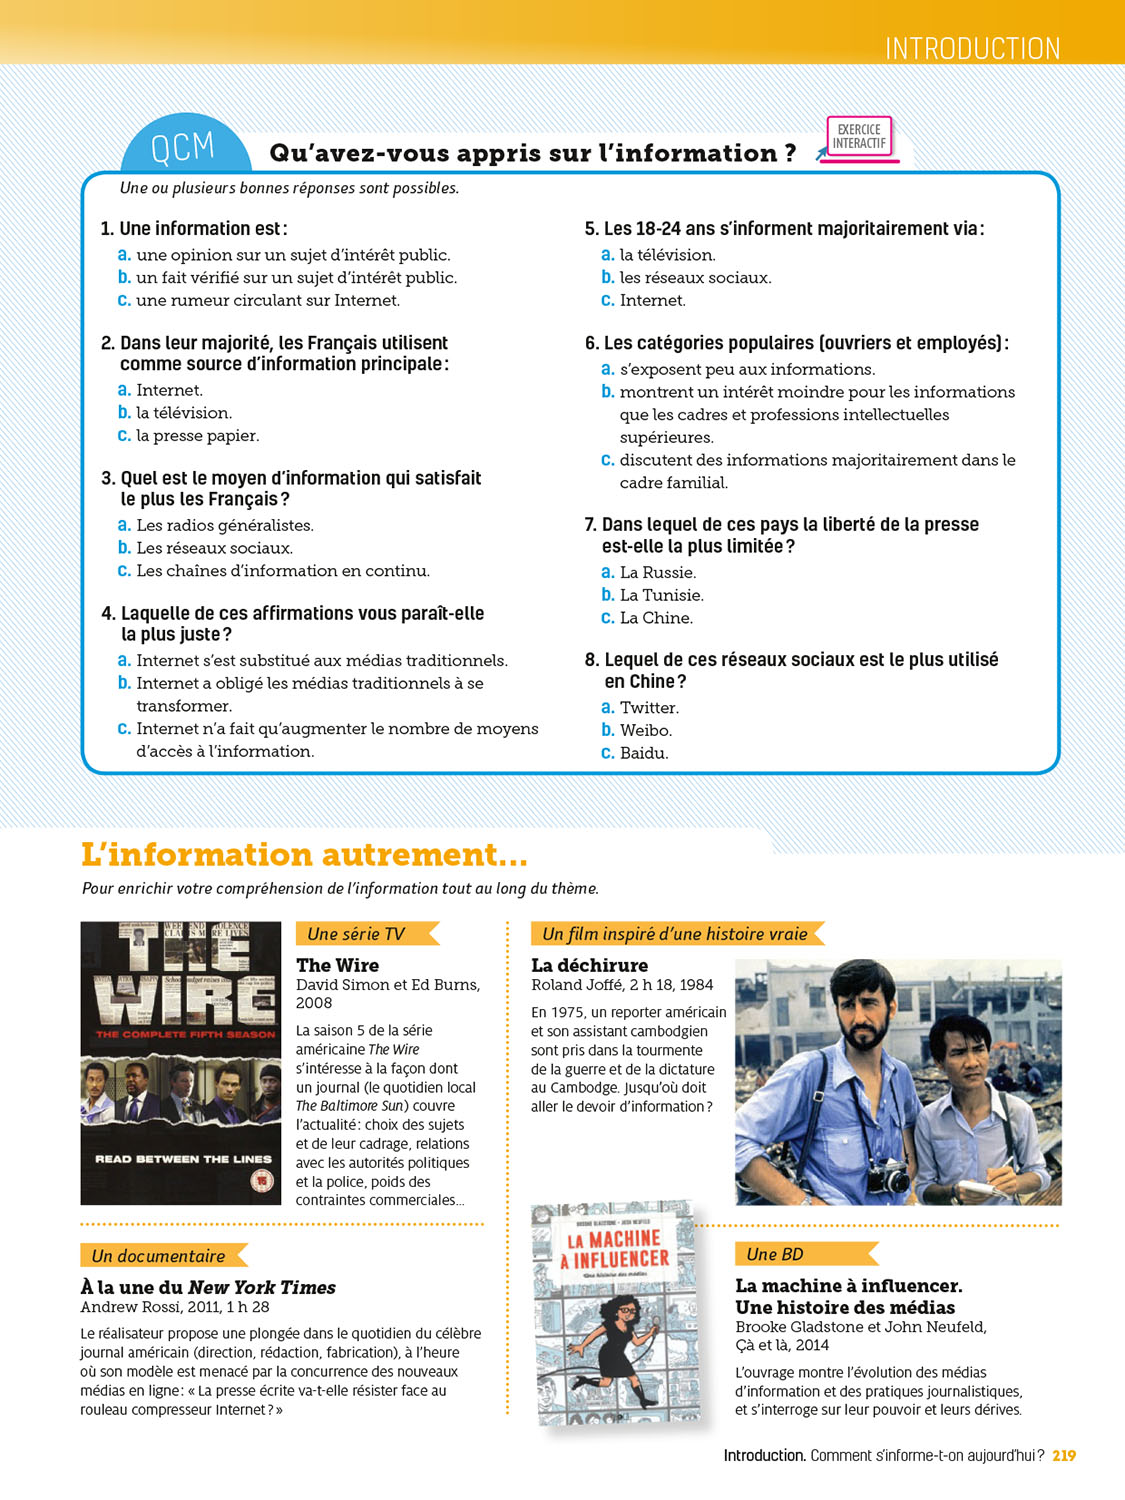 INTRODUCTION
QCM
Qu'avez-vous appris sur l'information ?
EXERCICE
INTERACTIF
Une ou plusieurs bonnes réponses sont possibles.
1. Une information est :
a. une opinion sur un sujet d'intérêt public.
b. un fait vérifié sur un sujet d'intérêt public.
c. une rumeur circulant sur Internet.
2. Dans leur majorité, les Français utilisent
comme source d'information principale :
a. Internet.
b. la télévision.
c. la presse papier.
3. Quel est le moyen d'information qui satisfait
le plus les Français ?
a. Les radios généralistes.
b. Les réseaux sociaux.
c. Les chaînes d'information en continu.
4. Laquelle de ces affirmations vous paraît-elle
la plus juste ?
a. Internet s'est substitué aux médias traditionnels.
b. Internet a obligé les médias traditionnels à se
transformer.
c. Internet n'a fait qu'augmenter le nombre de moyens
d'accès à l'information.
5. Les 18-24 ans s'informent majoritairement via :
a. la télévision.
b. les réseaux sociaux.
c. Internet.
6. Les catégories populaires (ouvriers et employés) :
a. s'exposent peu aux informations.
b. montrent un intérêt moindre pour les informations
que les cadres et professions intellectuelles
supérieures.
c. discutent des informations majoritairement dans le
cadre familial.
7. Dans lequel de ces pays la liberté de la presse
est-elle la plus limitée ?
a. La Russie.
b. La Tunisie.
c. La Chine.
8. Lequel de ces réseaux sociaux est le plus utilisé
en Chine ?
a. Twitter.
b. Weibo.
c. Baidu.
L'information autrement...
Pour enrichir votre compréhension de l'information tout au long du thème.
THE
WIRE
THE COMPLETE FIFTH SEASON
READ BETWEEN THE LINES
15
Une série TV
The Wire
David Simon et Ed Burns,
2008
La saison 5 de la série
américaine The Wire
s'intéresse à la façon dont
un journal (le quotidien local
The Baltimore Sun) couvre
l'actualité : choix des sujets
et de leur cadrage, relations
avec les autorités politiques
et la police, poids des
contraintes commerciales...
Un film inspiré d'une histoire vraie
La déchirure
Roland Joffé, 2 h 18, 1984
En 1975, un reporter américain
et son assistant cambodgien
sont pris dans la tourmente
de la guerre et de la dictature
au Cambodge. Jusqu'où doit
aller le devoir d'information ?
Un documentaire
À la une du New York Times
Andrew Rossi, 2011, 1 h 28
Le réalisateur propose une plongée dans le quotidien du célèbre
journal américain (direction, rédaction, fabrication), à l'heure
où son modèle est menacé par la concurrence des nouveaux
médias en ligne : « La presse écrite va-t-elle résister face au
rouleau compresseur Internet ? »
BROOKE GLADSTONE - JOSH NEUFELD
LA MACHINE
À INFLUENCER
Une histoire des médias
Une BD
La machine à influencer.
Une histoire des médias
Brooke Gladstone et John Neufeld,
Çà et là, 2014
L'ouvrage montre l'évolution des médias
d'information et des pratiques journalistiques,
et s'interroge sur leur pouvoir et leurs dérives.
Introduction. Comment s'informe-t-on aujourd'hui ? 219